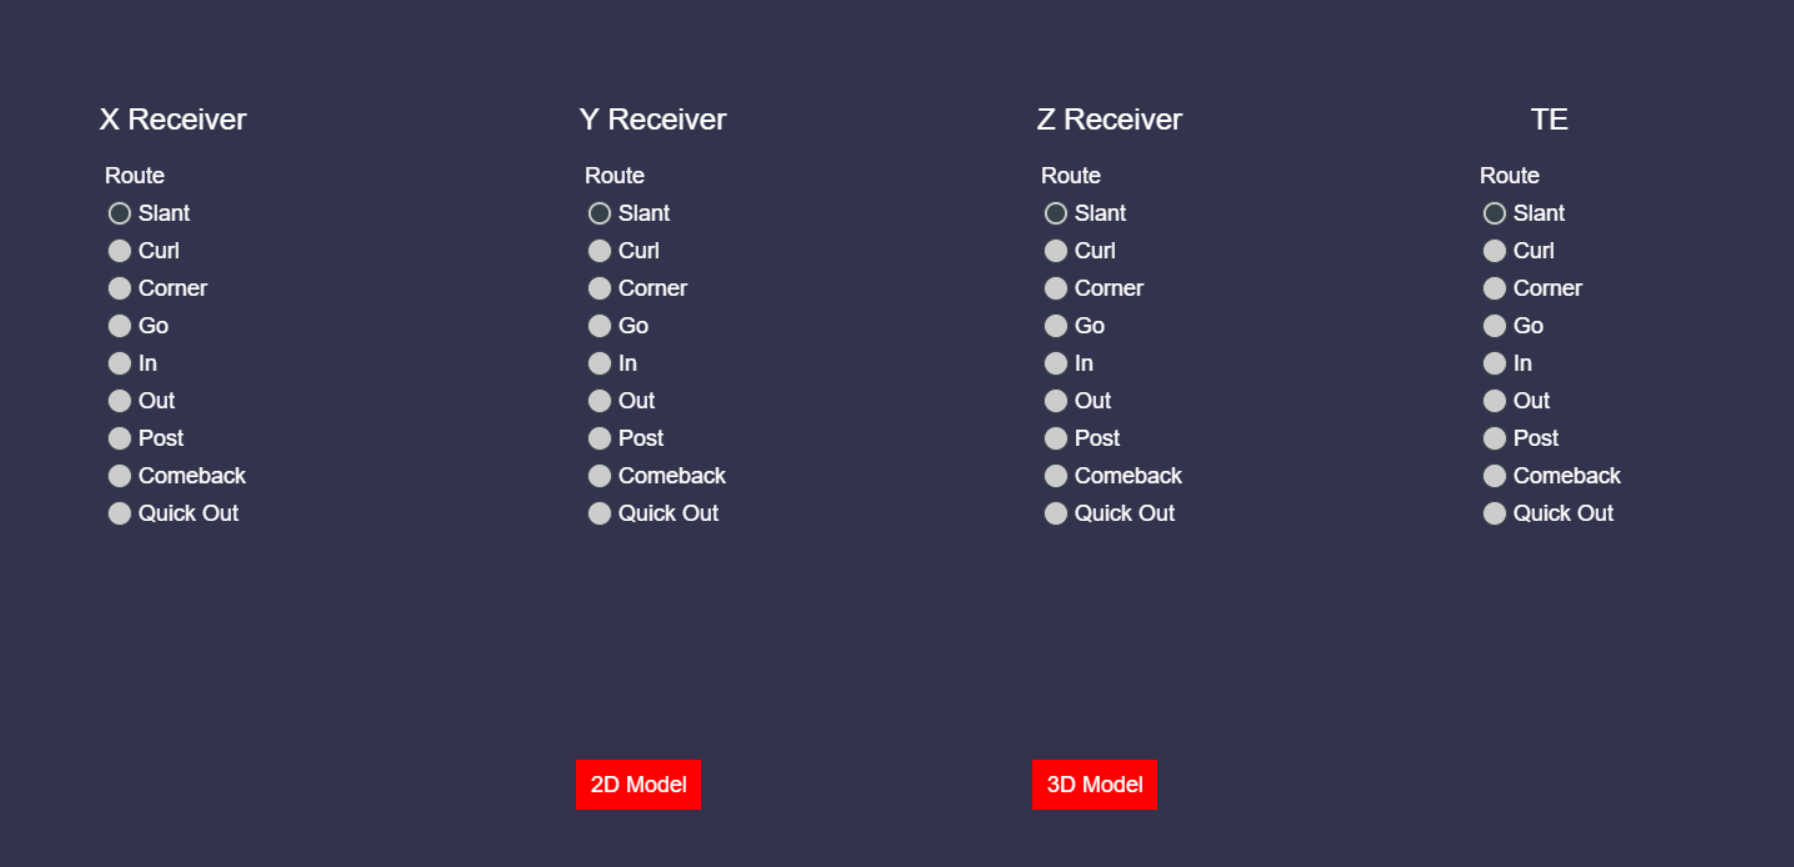 X Receiver
Route
Slant
Curl
Corner
Go
In
Out
Post
Comeback
Quick Out
Y Receiver
Route
Slant
Curl
Corner
Go
In
Out
Post
Comeback
Quick Out
Z Receiver
Route
Slant
Curl
Corner
Go
In
Out
Post
Comeback
Quick Out
TE
Route
Slant
Curl
Corner
Go
In
Out
Post
Comeback
Quick Out
2D Model
3D Model